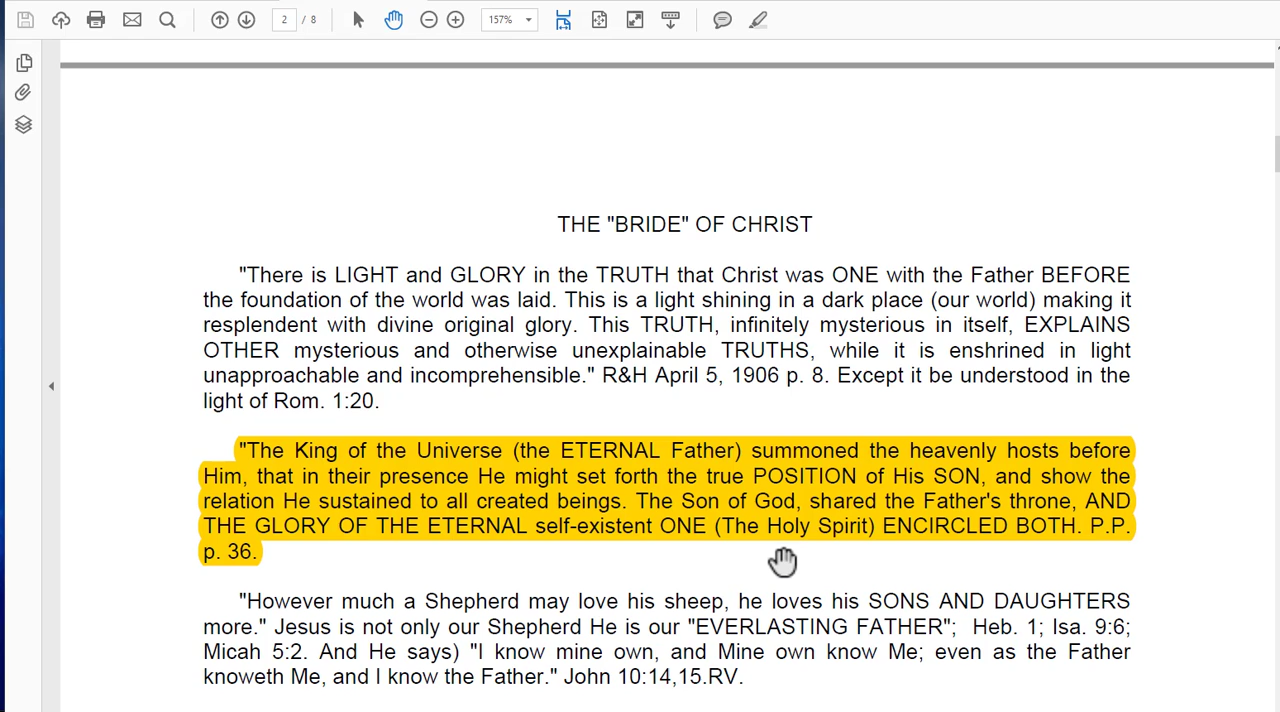 2 / 8
157%
THE "BRIDE" OF CHRIST
"There is LIGHT and GLORY in the TRUTH that Christ was ONE with the Father BEFORE
the foundation of the world was laid. This is a light shining in a dark place (our world) making it
resplendent with divine original glory. This TRUTH, infinitely mysterious in itself, EXPLAINS
OTHER mysterious and otherwise unexplainable TRUTHS, while it is enshrined in light
unapproachable and incomprehensible." R&H April 5, 1906 p. 8. Except it be understood in the
light of Rom. 1:20.
"The King of the Universe (the ETERNAL Father) summoned the heavenly hosts before
Him, that in their presence He might set forth the true POSITION of His SON, and show the
relation He sustained to all created beings. The Son of God, shared the Father's throne, AND
THE GLORY OF THE ETERNAL self-existent ONE (The Holy Spirit) ENCIRCLED BOTH. P.P.
p. 36.
"However much a Shepherd may love his sheep, he loves his SONS AND DAUGHTERS
more." Jesus is not only our Shepherd He is our "EVERLASTING FATHER"; Heb. 1; Isa. 9:6;
Micah 5:2. And He says) "I know mine own, and Mine own know Me; even as the Father
knoweth Me, and I know the Father." John 10:14,15.RV.